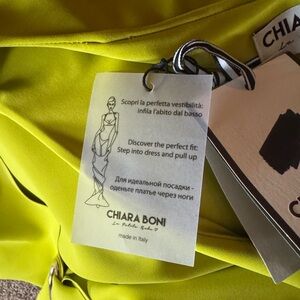 CHIARA
La
Scopri la perfetta vestibilità:
infila l'abito dal basso
Discover the perfect fit:
Step into dress and pull up
Для идеальной посадки -
оденьте платье через ноги
CHIARA BONI
La Petite Robe
made in Italy
C